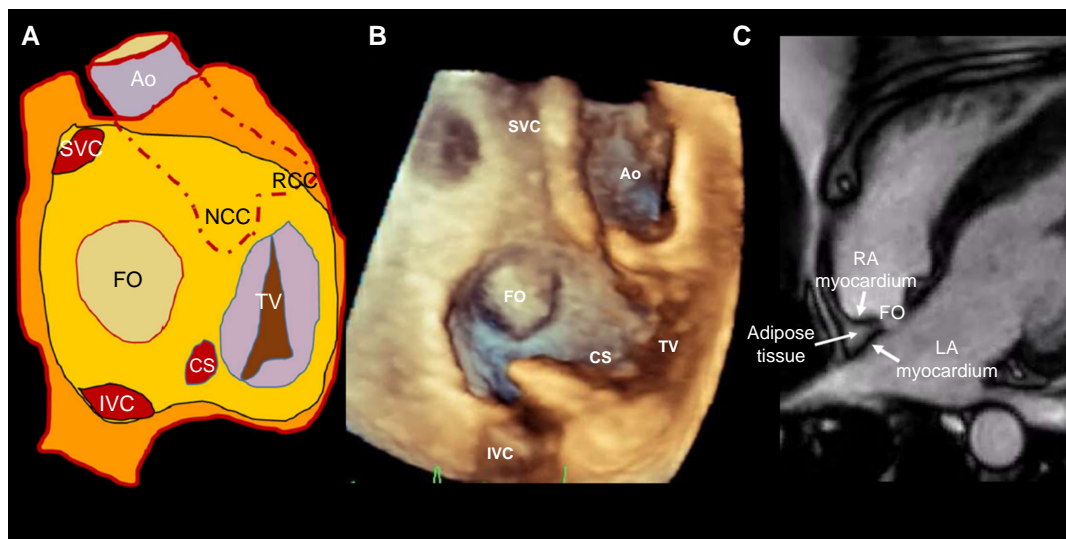 A
Ao
SVC
RCC
NCC
FO
TV
CS
IVC
B
SVC
Ao
FO
CS
TV
IVC
C
RA
myocardium
FO
Adipose
tissue
LA
myocardium